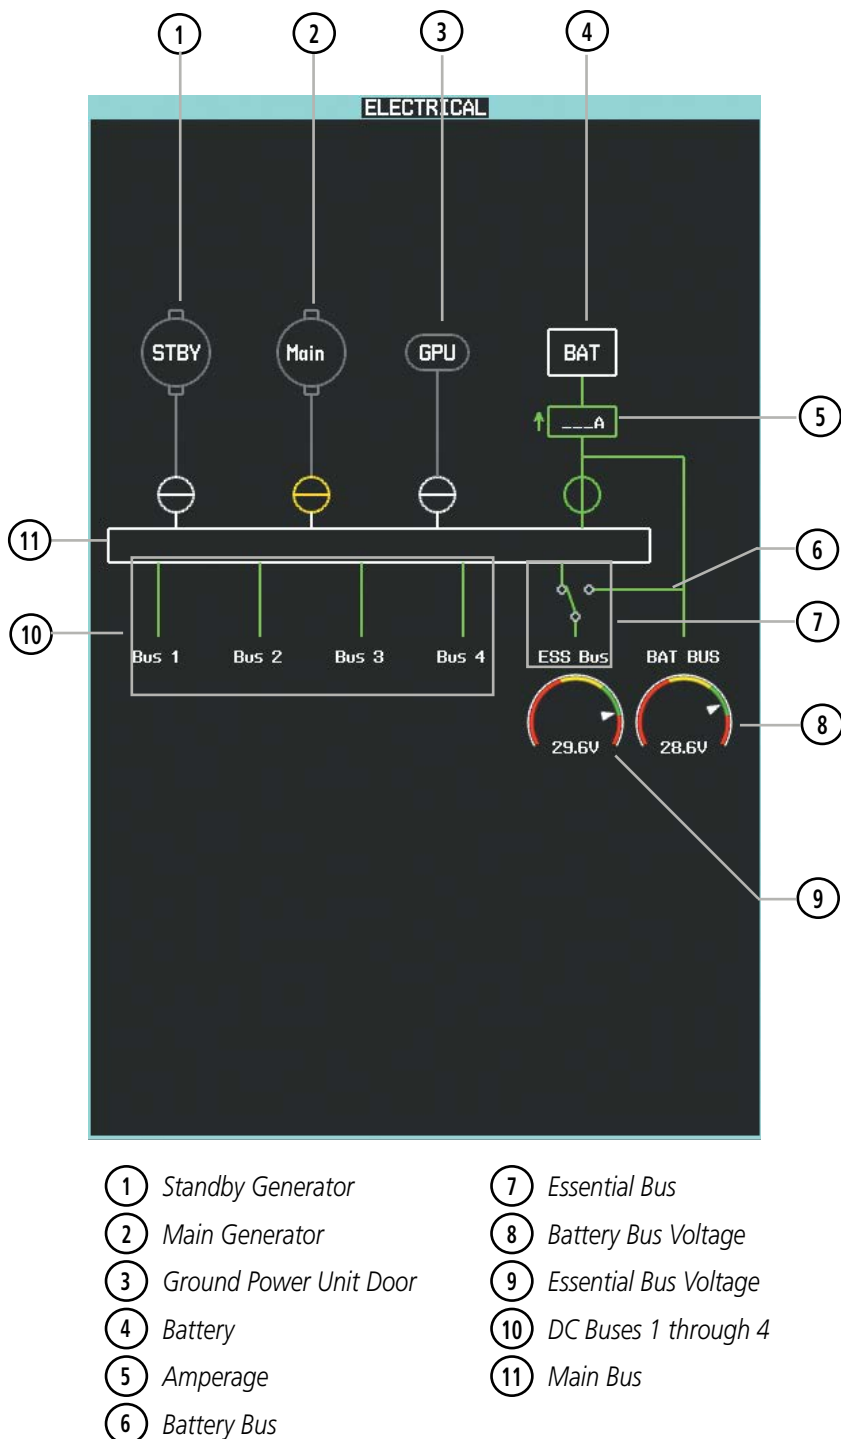 1 2 3 4
ELECTRICAL
STBY Main GPU BAT
___A 5
11
6
10 7
Bus 1 Bus 2 Bus 3 Bus 4 ESS Bus BAT BUS
8
29.6V 28.6V
9
1 Standby Generator
2 Main Generator
3 Ground Power Unit Door
4 Battery
5 Amperage
6 Battery Bus
7 Essential Bus
8 Battery Bus Voltage
9 Essential Bus Voltage
10 DC Buses 1 through 4
11 Main Bus